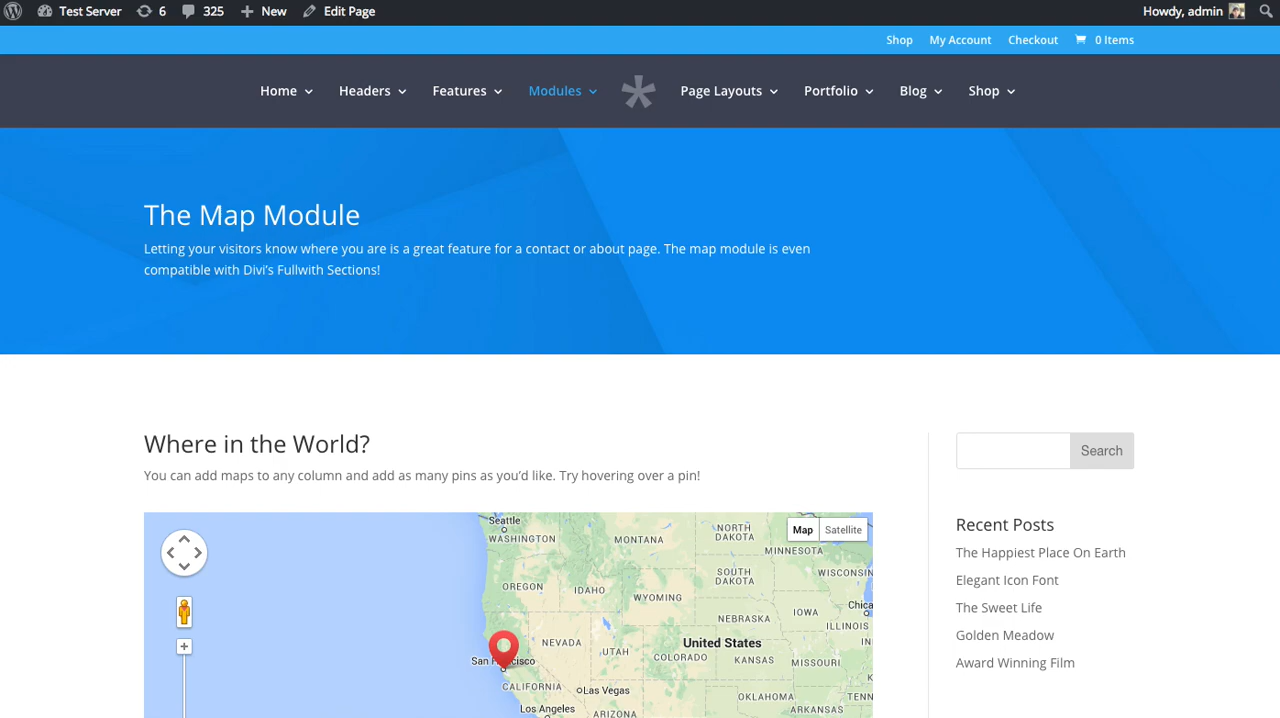 Test Server 6 325 New Edit Page Howdy, admin
Shop My Account Checkout 0 Items
Home Headers Features Modules Page Layouts Portfolio Blog Shop
The Map Module
Letting your visitors know where you are is a great feature for a contact or about page. The map module is even
compatible with Divi's Fullwith Sections!
Where in the World?
You can add maps to any column and add as many pins as you'd like. Try hovering over a pin!
Search
Recent Posts
The Happiest Place On Earth
Elegant Icon Font
The Sweet Life
Golden Meadow
Award Winning Film
Map Satellite
Seattle
WASHINGTON
MONTANA
NORTH
DAKOTA
MINNESOTA
OREGON
IDAHO
SOUTH
DAKOTA
WISCONSIN
WYOMING
IOWA
NEBRASKA
ILLINOIS
NEVADA
UTAH
United States
COLORADO
KANSAS
MISSOURI
CALIFORNIA
Las Vegas
OKLAHOMA
Los Angeles
ARIZONA
ARKANSAS